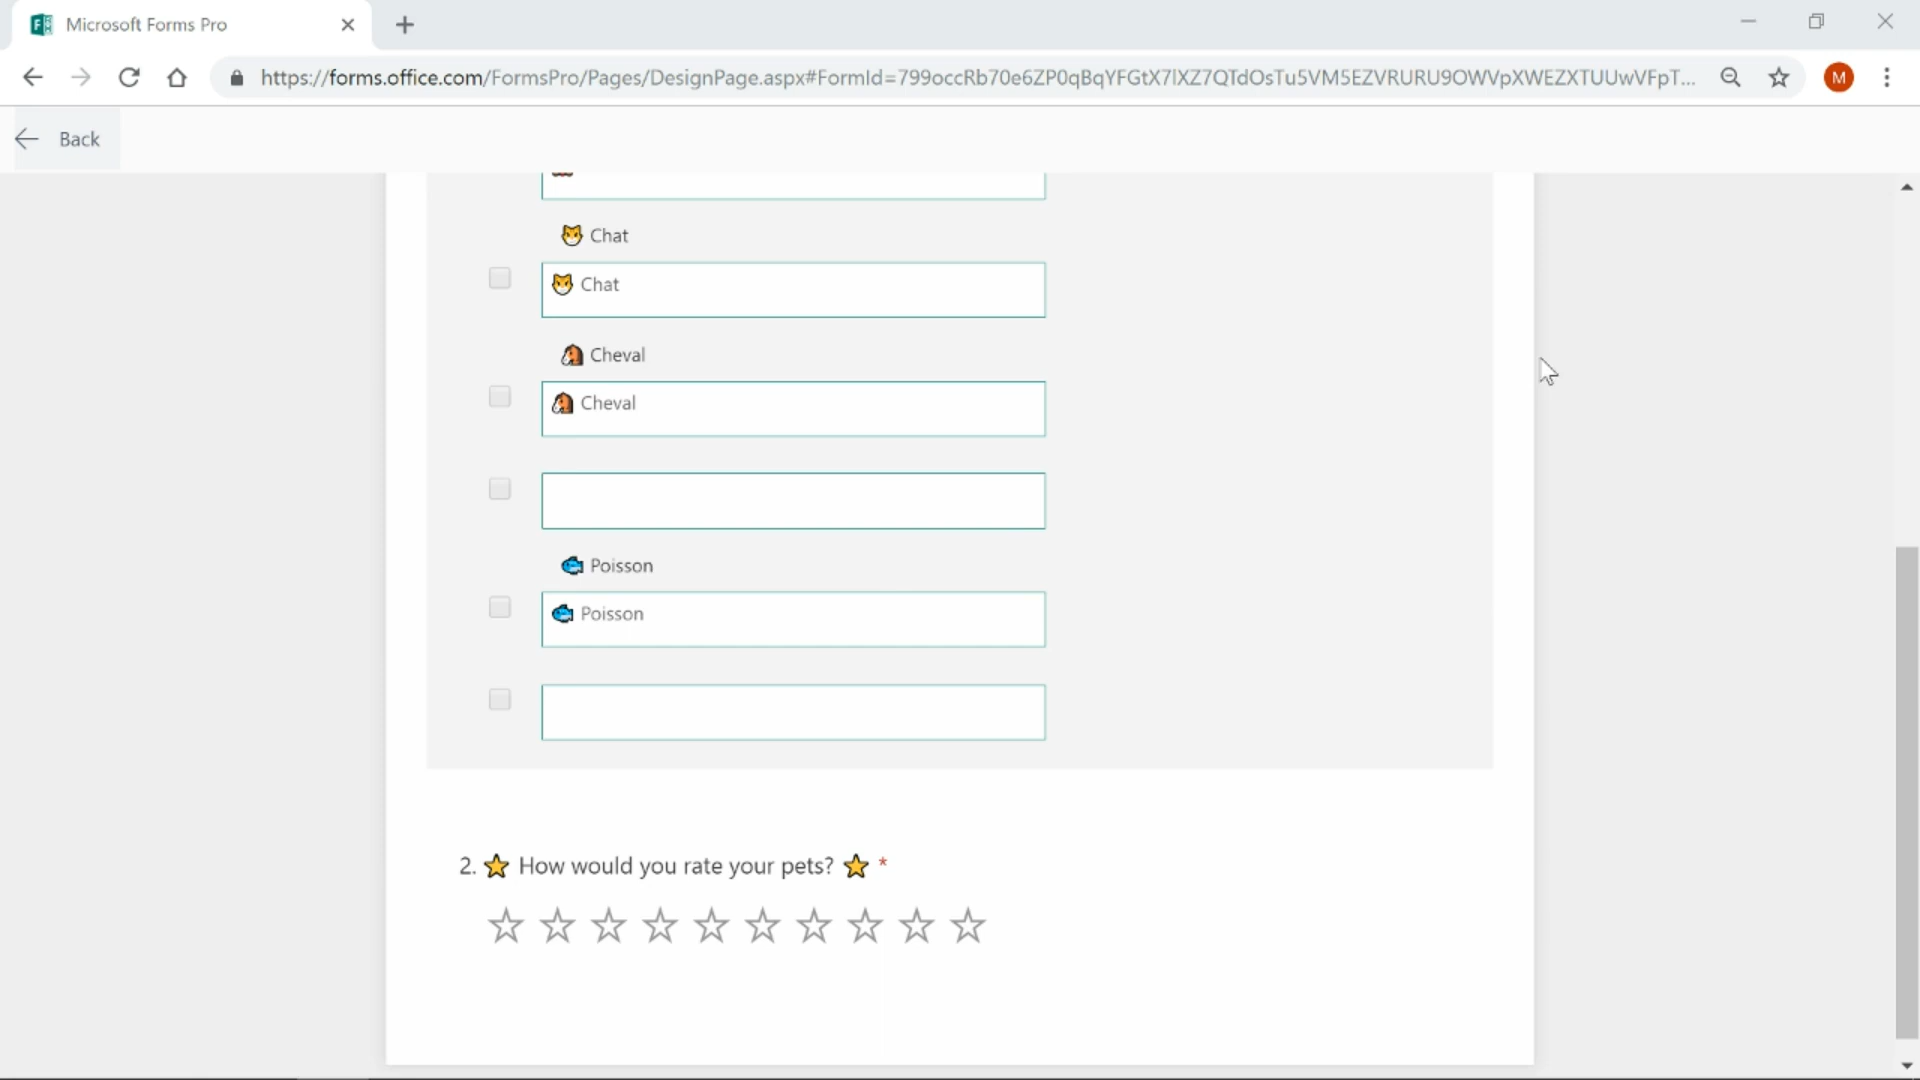 Microsoft Forms Pro
https://forms.office.com/FormsPro/Pages/DesignPage.aspx#FormId=799occRb70e6ZP0qBqYFGtX7IXZ7QTdOsTu5VM5EZVRURU9OWVpXWEZXTUUwVFpT...
M
Back
🐱 Chat
🐱 Chat
🐴 Cheval
🐴 Cheval
🐟 Poisson
🐟 Poisson
2. ⭐ How would you rate your pets? ⭐ *